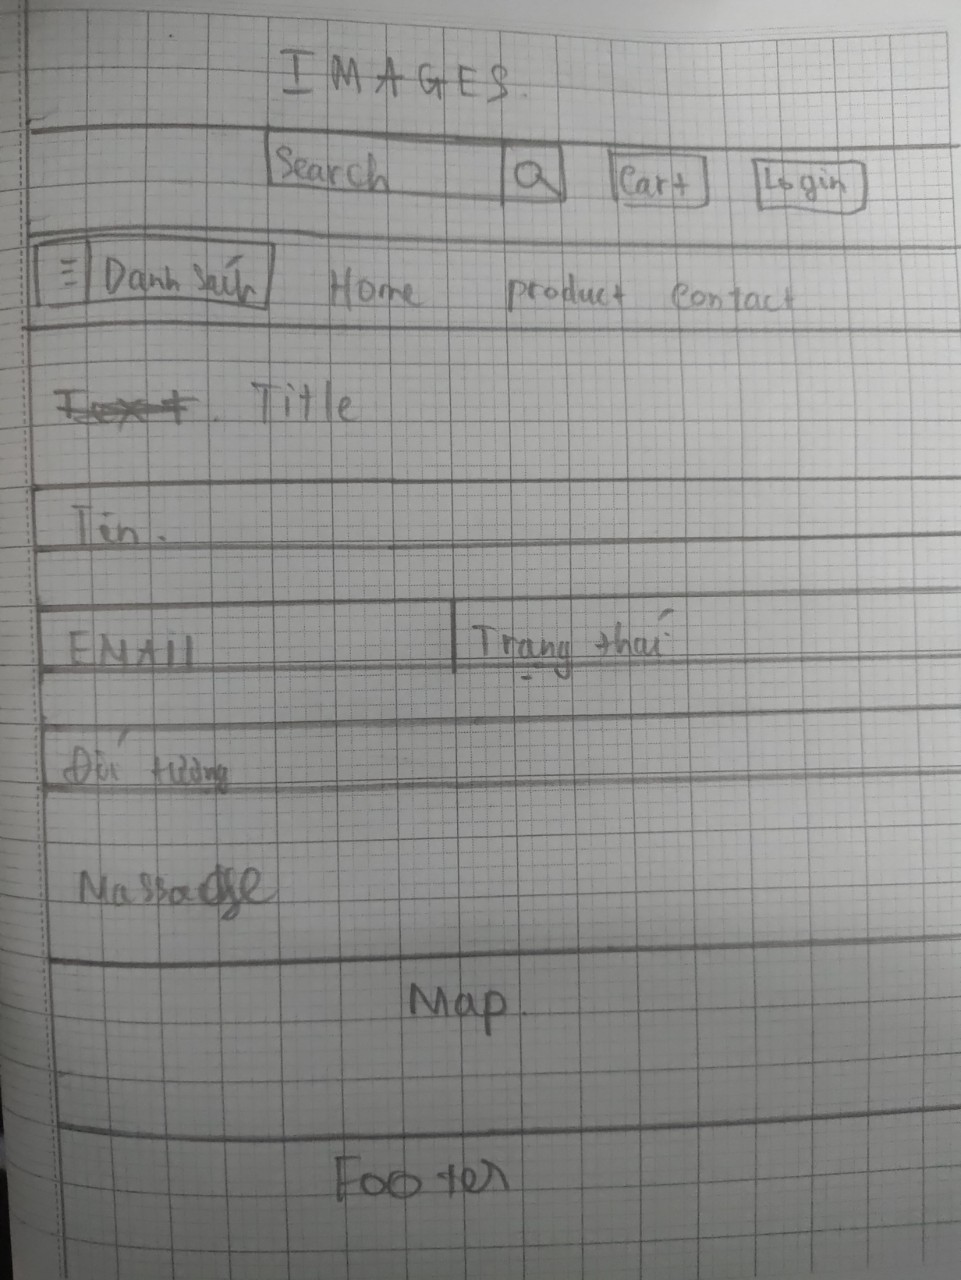 IMAGES.
Search Cart Login
Danh sách Home product contact
Text. Title
Tên.
EMAIl
Trạng thái
Đối tượng
Massadge
Map
Footer